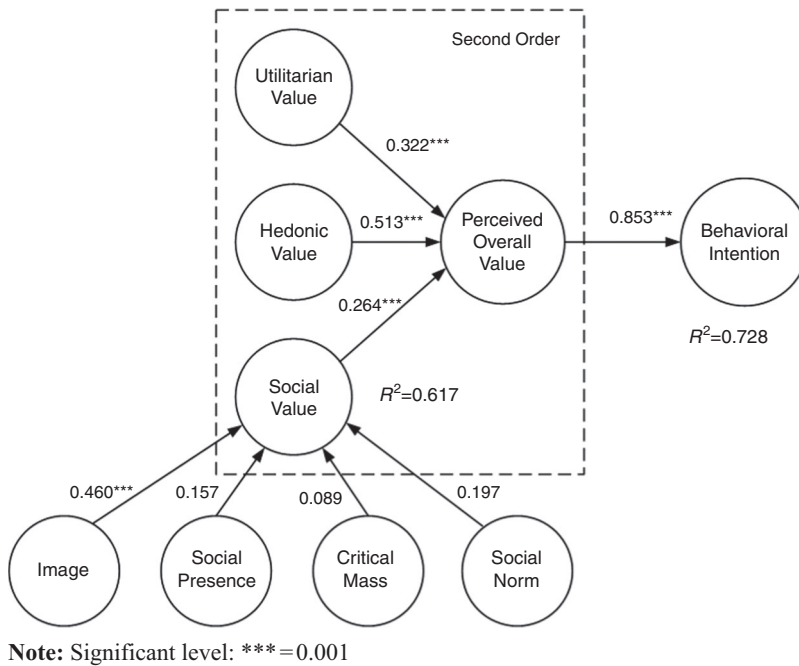 Second Order
Utilitarian
Value
0.322***
Hedonic
Value
0.513***
Perceived
Overall
Value
0.853***
Behavioral
Intention
0.264***
R²=0.728
Social
Value
R²=0.617
0.460***
0.157
0.089
0.197
Image
Social
Presence
Critical
Mass
Social
Norm
Note: Significant level: ***=0.001